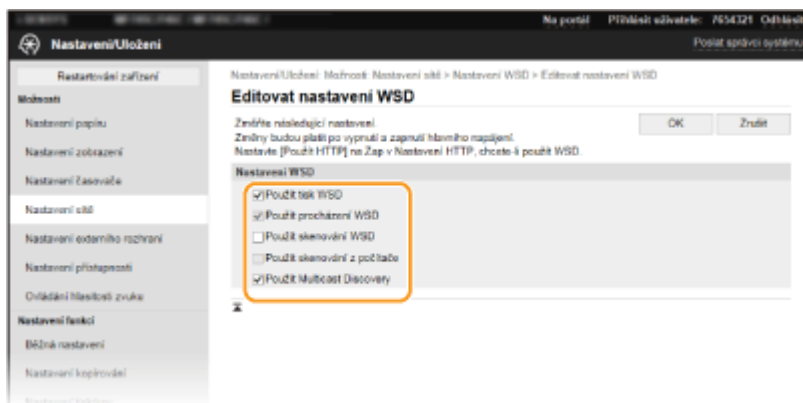 Na portál Přihlásit uživatele: 7654321 Odhlásit
Nastavení/Uložení
Poslat správci systému
Restartování zařízení
Možnosti
Nastavení papíru
Nastavení zobrazení
Nastavení časovače
Nastavení sítě
Nastavení externího rozhraní
Nastavení přístupnosti
Ovládání hlasitosti zvuku
Nastavení funkcí
Běžná nastavení
Nastavení kopírování
Nastavení/Uložení: Možnosti: Nastavení sítě > Nastavení WSD > Editovat nastavení WSD
Editovat nastavení WSD
Změňte následující nastavení.
Změny budou platit po vypnutí a zapnutí hlavního napájení.
Nastavte [Použít HTTP] na Zap v Nastavení HTTP, chcete-li použít WSD.
OK
Zrušit
Nastavení WSD
Použít tisk WSD
Použít procházení WSD
Použít skenování WSD
Použít skenování z počítače
Použít Multicast Discovery